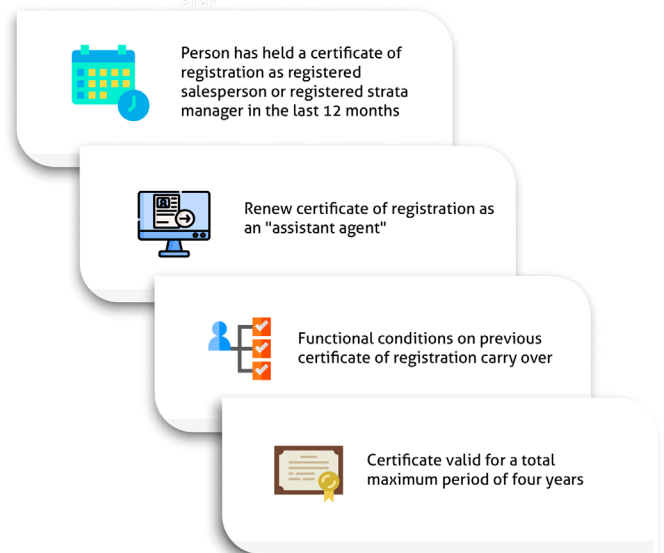 Person has held a certificate of
registration as registered
salesperson or registered strata
manager in the last 12 months
Renew certificate of registration as
an "assistant agent"
Functional conditions on previous
certificate of registration carry over
Certificate valid for a total
maximum period of four years